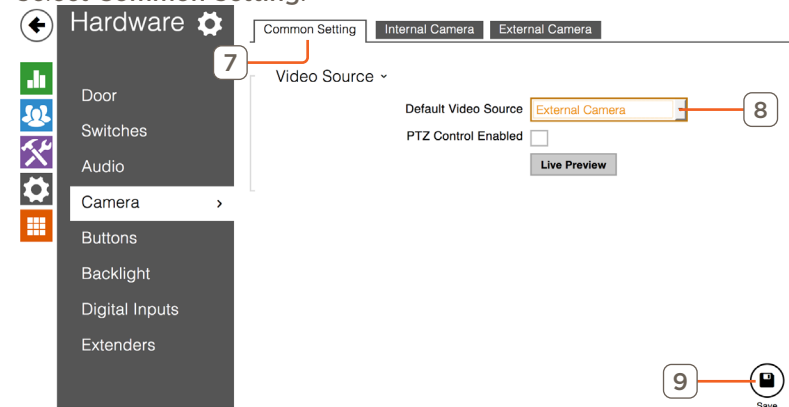 Select Common Setting.
Hardware
Common Setting
Internal Camera
External Camera
7
Video Source
Door
Default Video Source
External Camera
8
Switches
PTZ Control Enabled
Audio
Live Preview
Camera
Buttons
Backlight
Digital Inputs
Extenders
9
Save